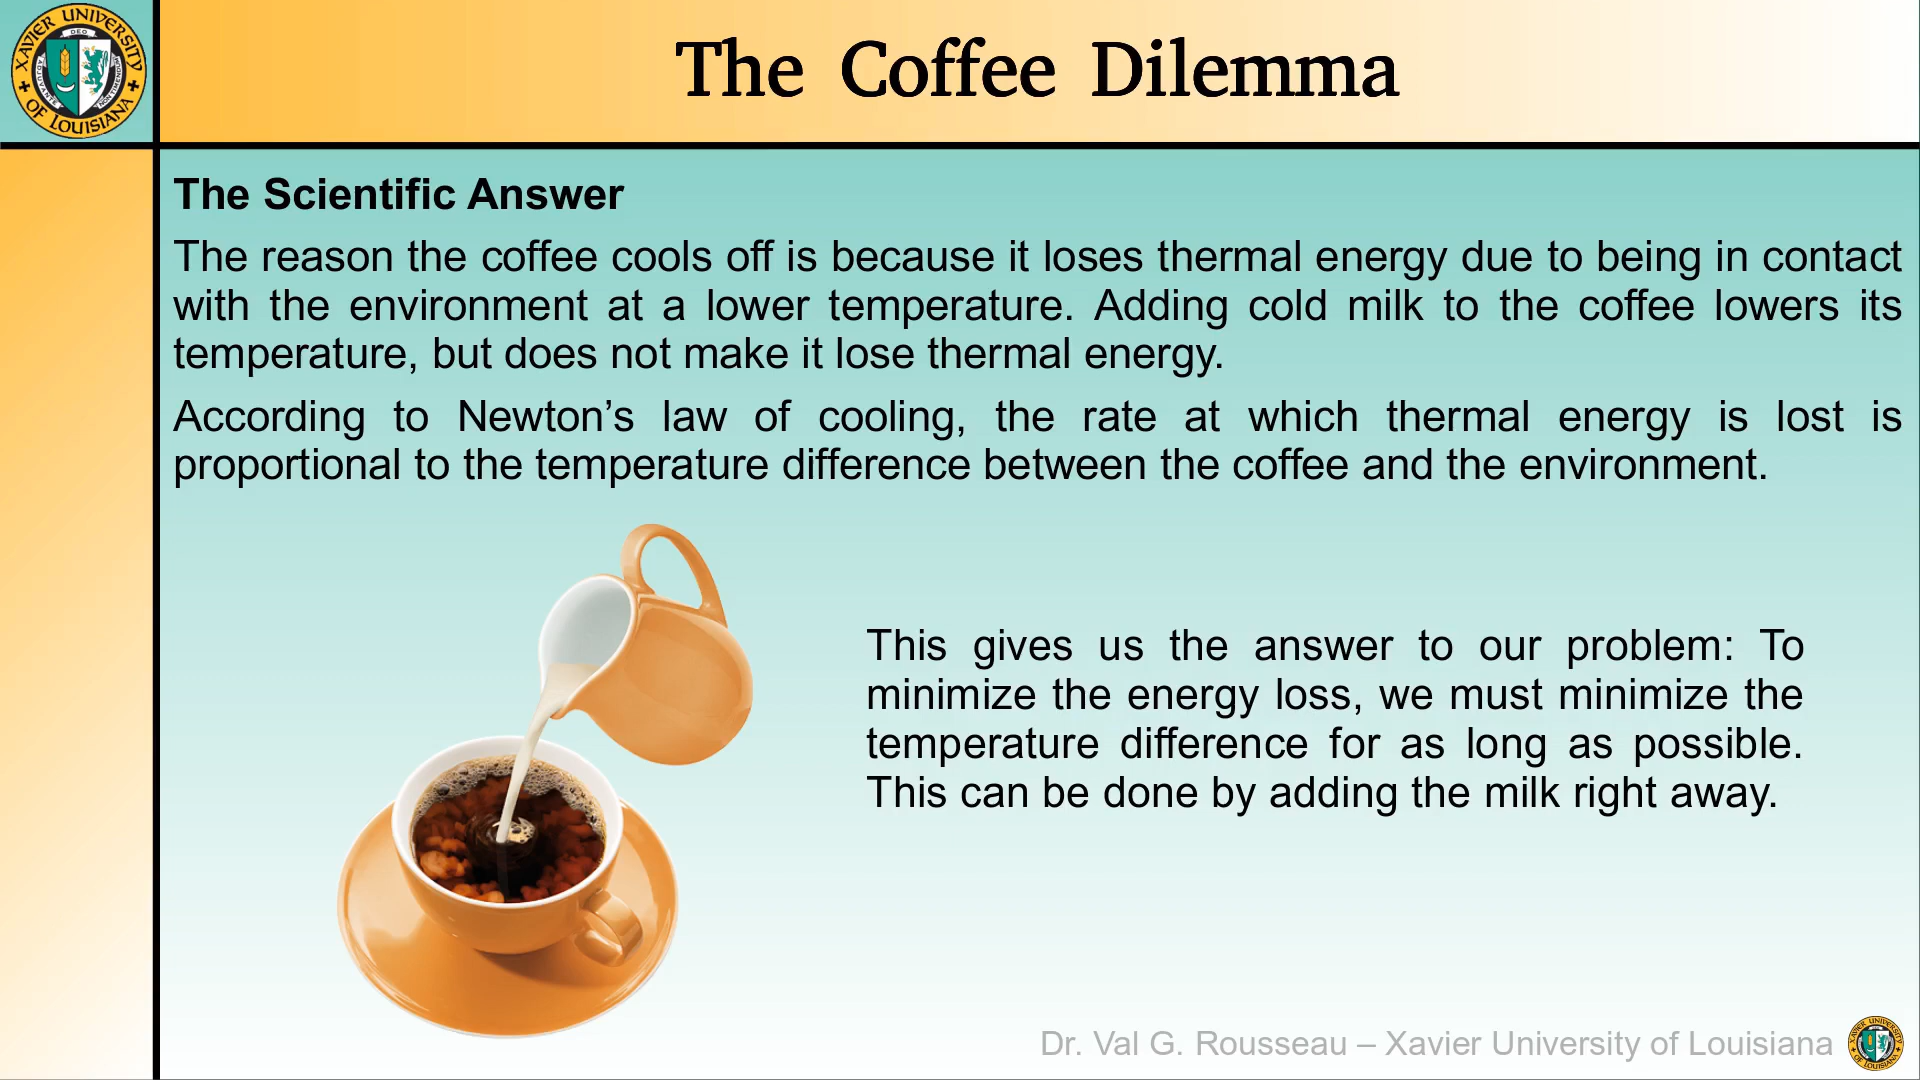 XAVIER UNIVERSITY
DEO
OF LOUISIANA
The Coffee Dilemma
The Scientific Answer
The reason the coffee cools off is because it loses thermal energy due to being in contact
with the environment at a lower temperature. Adding cold milk to the coffee lowers its
temperature, but does not make it lose thermal energy.
According to Newton’s law of cooling, the rate at which thermal energy is lost is
proportional to the temperature difference between the coffee and the environment.
This gives us the answer to our problem: To
minimize the energy loss, we must minimize the
temperature difference for as long as possible.
This can be done by adding the milk right away.
Dr. Val G. Rousseau – Xavier University of Louisiana